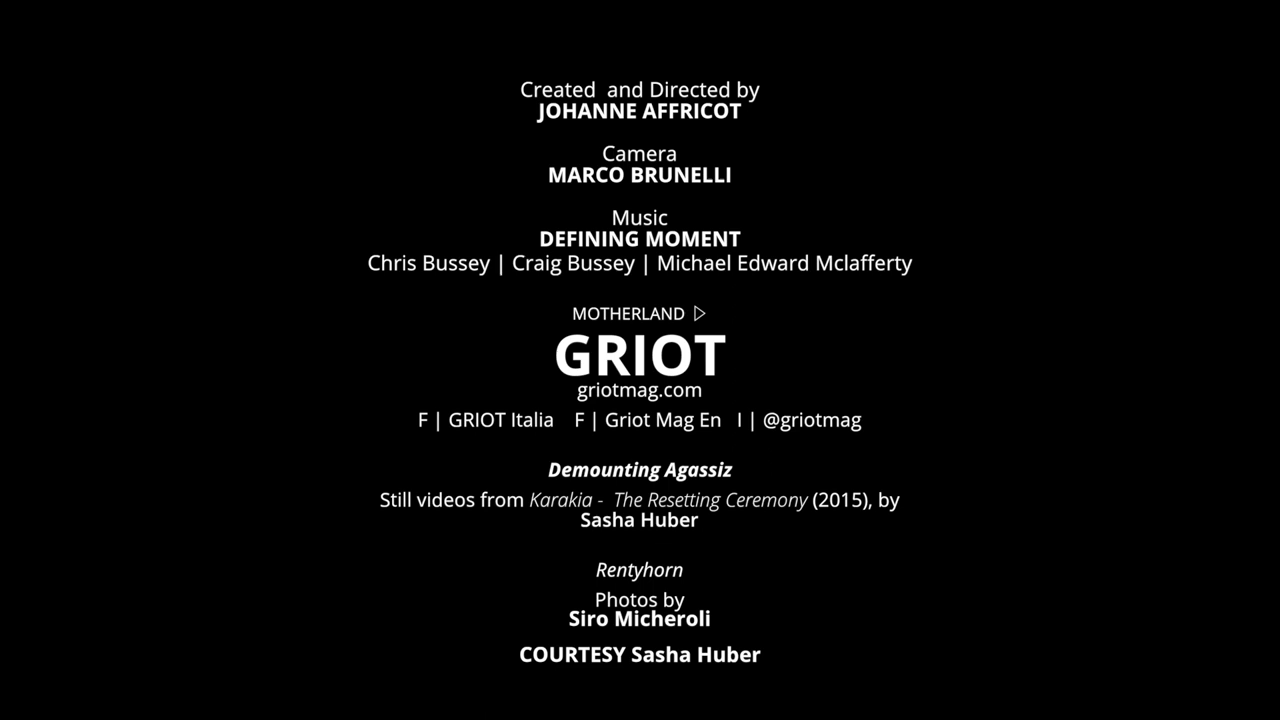 Created  and Directed by
JOHANNE AFFRICOT
Camera
MARCO BRUNELLI
Music
DEFINING MOMENT
Chris Bussey | Craig Bussey | Michael Edward Mclafferty
MOTHERLAND
GRIOT
griotmag.com
F | GRIOT Italia    F | Griot Mag En   I | @griotmag
Demounting Agassiz
Still videos from Karakia -  The Resetting Ceremony (2015), by
Sasha Huber
Rentyhorn
Photos by
Siro Micheroli
COURTESY Sasha Huber